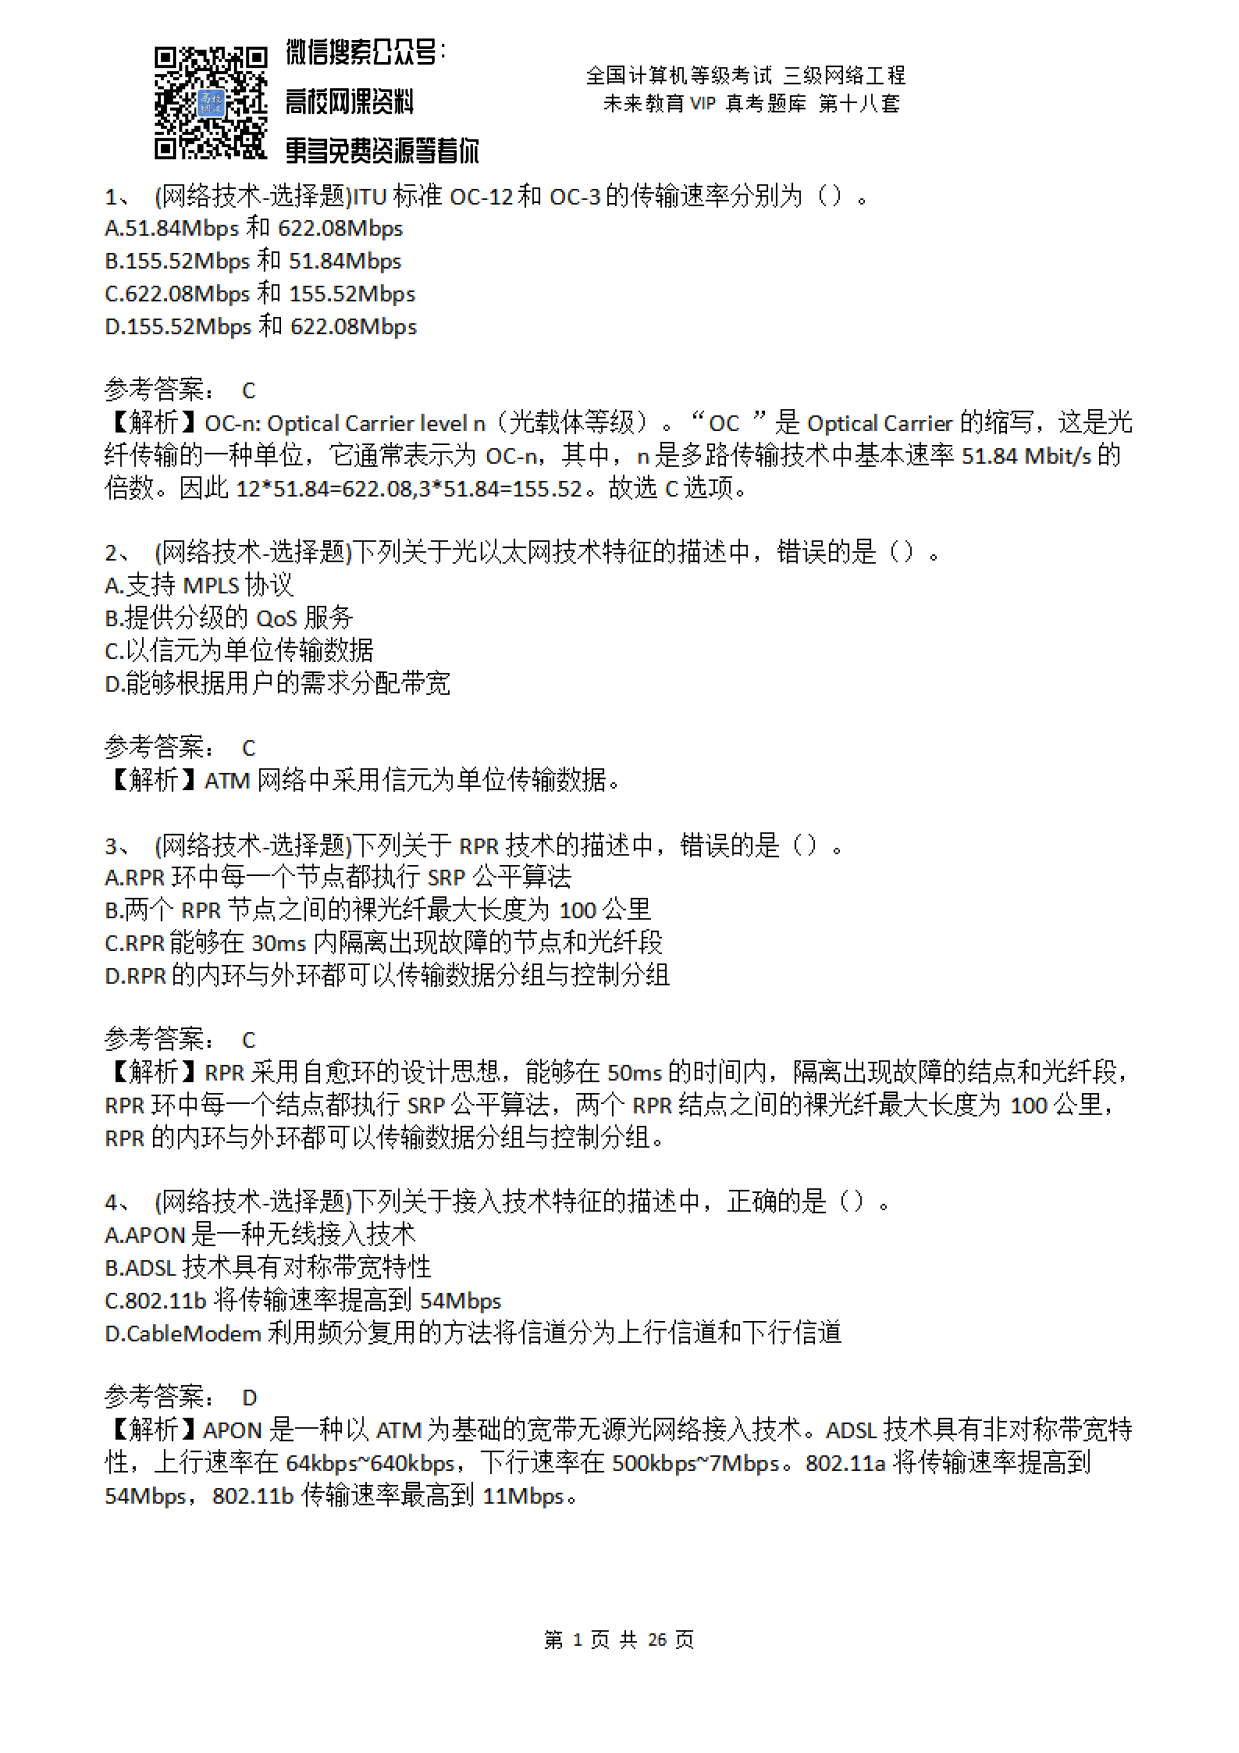 微信搜索公众号：
高校网课资料
更多免费资源等着你
高校
网课
全国计算机等级考试 三级网络工程
未来教育 VIP 真考题库 第十八套
1、 (网络技术-选择题)ITU 标准 OC-12 和 OC-3 的传输速率分别为（）。
A.51.84Mbps 和 622.08Mbps
B.155.52Mbps 和 51.84Mbps
C.622.08Mbps 和 155.52Mbps
D.155.52Mbps 和 622.08Mbps
参考答案： C
【解析】OC-n: Optical Carrier level n（光载体等级）。“OC ”是 Optical Carrier 的缩写，这是光
纤传输的一种单位，它通常表示为 OC-n，其中，n 是多路传输技术中基本速率 51.84 Mbit/s 的
倍数。因此 12*51.84=622.08,3*51.84=155.52。故选 C 选项。
2、 (网络技术-选择题)下列关于光以太网技术特征的描述中，错误的是（）。
A.支持 MPLS 协议
B.提供分级的 QoS 服务
C.以信元为单位传输数据
D.能够根据用户的需求分配带宽
参考答案： C
【解析】ATM 网络中采用信元为单位传输数据。
3、 (网络技术-选择题)下列关于 RPR 技术的描述中，错误的是（）。
A.RPR 环中每一个节点都执行 SRP 公平算法
B.两个 RPR 节点之间的裸光纤最大长度为 100 公里
C.RPR 能够在 30ms 内隔离出现故障的节点和光纤段
D.RPR 的内环与外环都可以传输数据分组与控制分组
参考答案： C
【解析】RPR 采用自愈环的设计思想，能够在 50ms 的时间内，隔离出现故障的结点和光纤段，
RPR 环中每一个结点都执行 SRP 公平算法，两个 RPR 结点之间的裸光纤最大长度为 100 公里，
RPR 的内环与外环都可以传输数据分组与控制分组。
4、 (网络技术-选择题)下列关于接入技术特征的描述中，正确的是（）。
A.APON 是一种无线接入技术
B.ADSL 技术具有对称带宽特性
C.802.11b 将传输速率提高到 54Mbps
D.CableModem 利用频分复用的方法将信道分为上行信道和下行信道
参考答案： D
【解析】APON 是一种以 ATM 为基础的宽带无源光网络接入技术。ADSL 技术具有非对称带宽特
性，上行速率在 64kbps~640kbps，下行速率在 500kbps~7Mbps。802.11a 将传输速率提高到
54Mbps，802.11b 传输速率最高到 11Mbps。
第 1 页 共 26 页